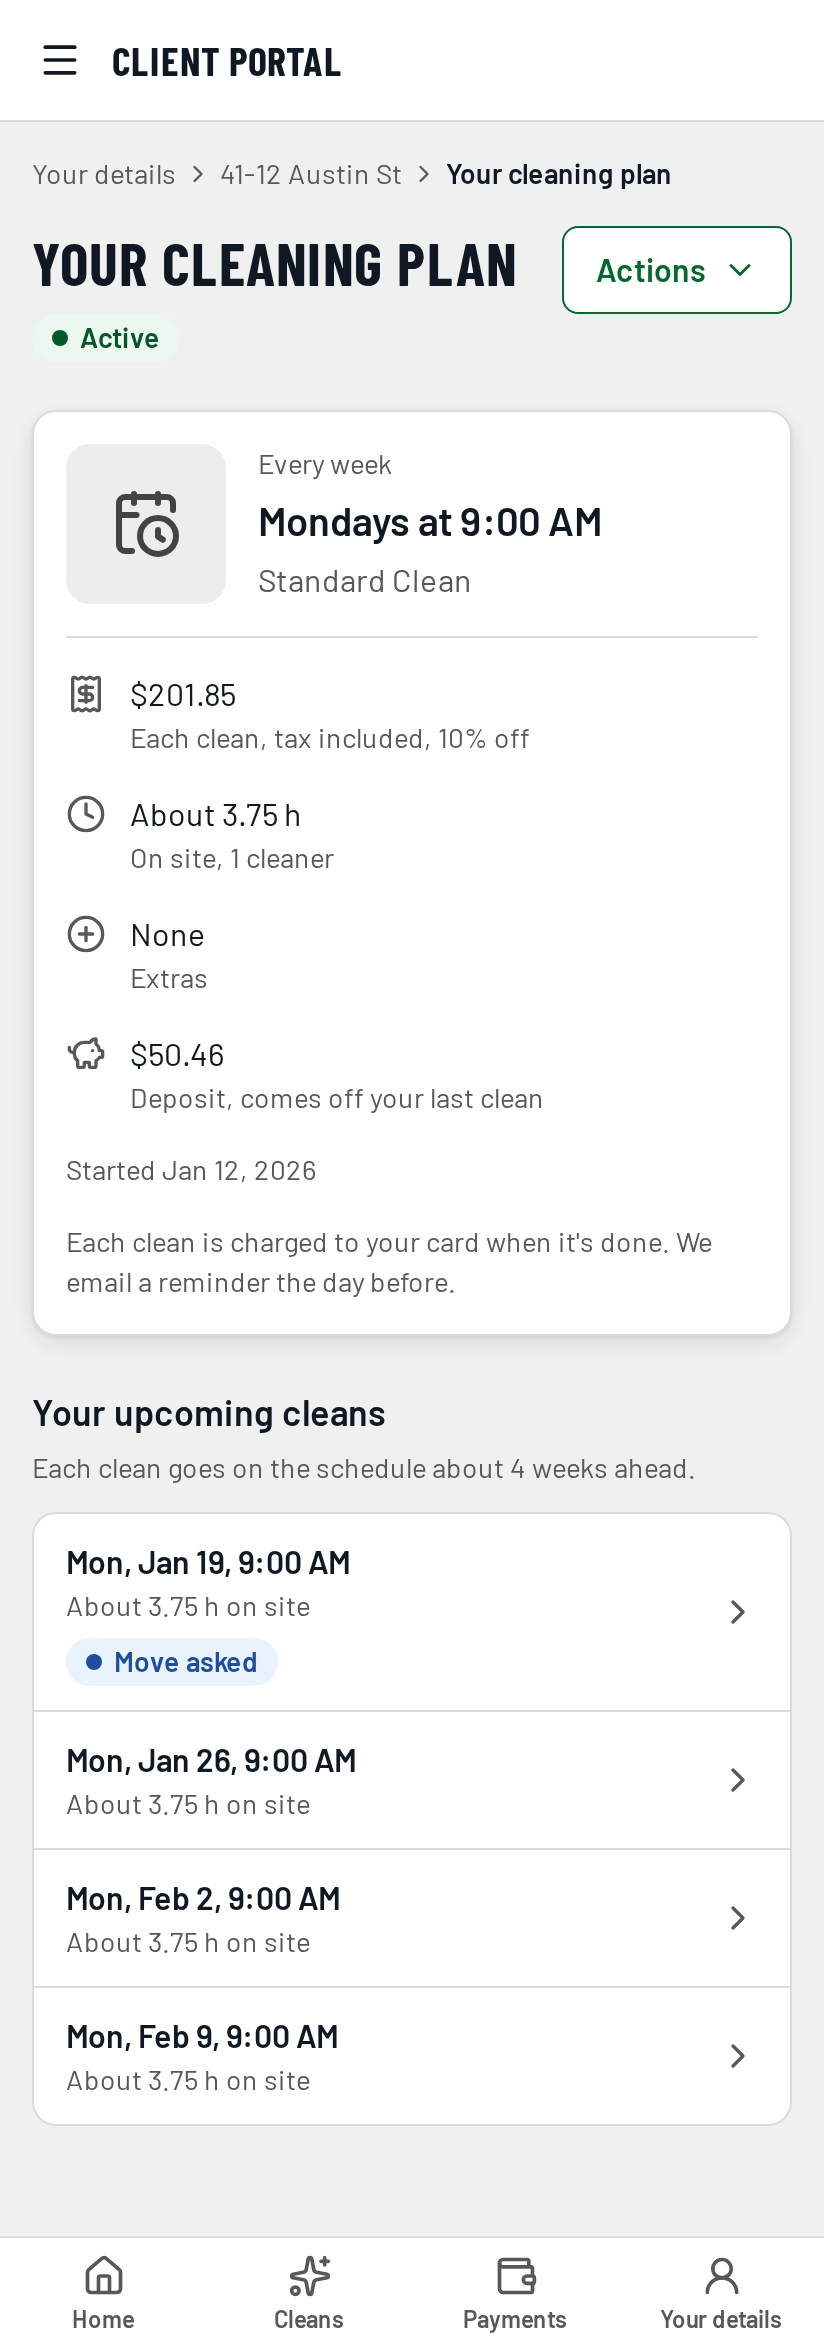 CLIENT PORTAL
Your details > 41-12 Austin St > Your cleaning plan
YOUR CLEANING PLAN
Actions
Active
Every week
Mondays at 9:00 AM
Standard Clean
$201.85
Each clean, tax included, 10% off
About 3.75 h
On site, 1 cleaner
None
Extras
$50.46
Deposit, comes off your last clean
Started Jan 12, 2026
Each clean is charged to your card when it's done. We
email a reminder the day before.
Your upcoming cleans
Each clean goes on the schedule about 4 weeks ahead.
Mon, Jan 19, 9:00 AM
About 3.75 h on site
Move asked
Mon, Jan 26, 9:00 AM
About 3.75 h on site
Mon, Feb 2, 9:00 AM
About 3.75 h on site
Mon, Feb 9, 9:00 AM
About 3.75 h on site
Home Cleans Payments Your details